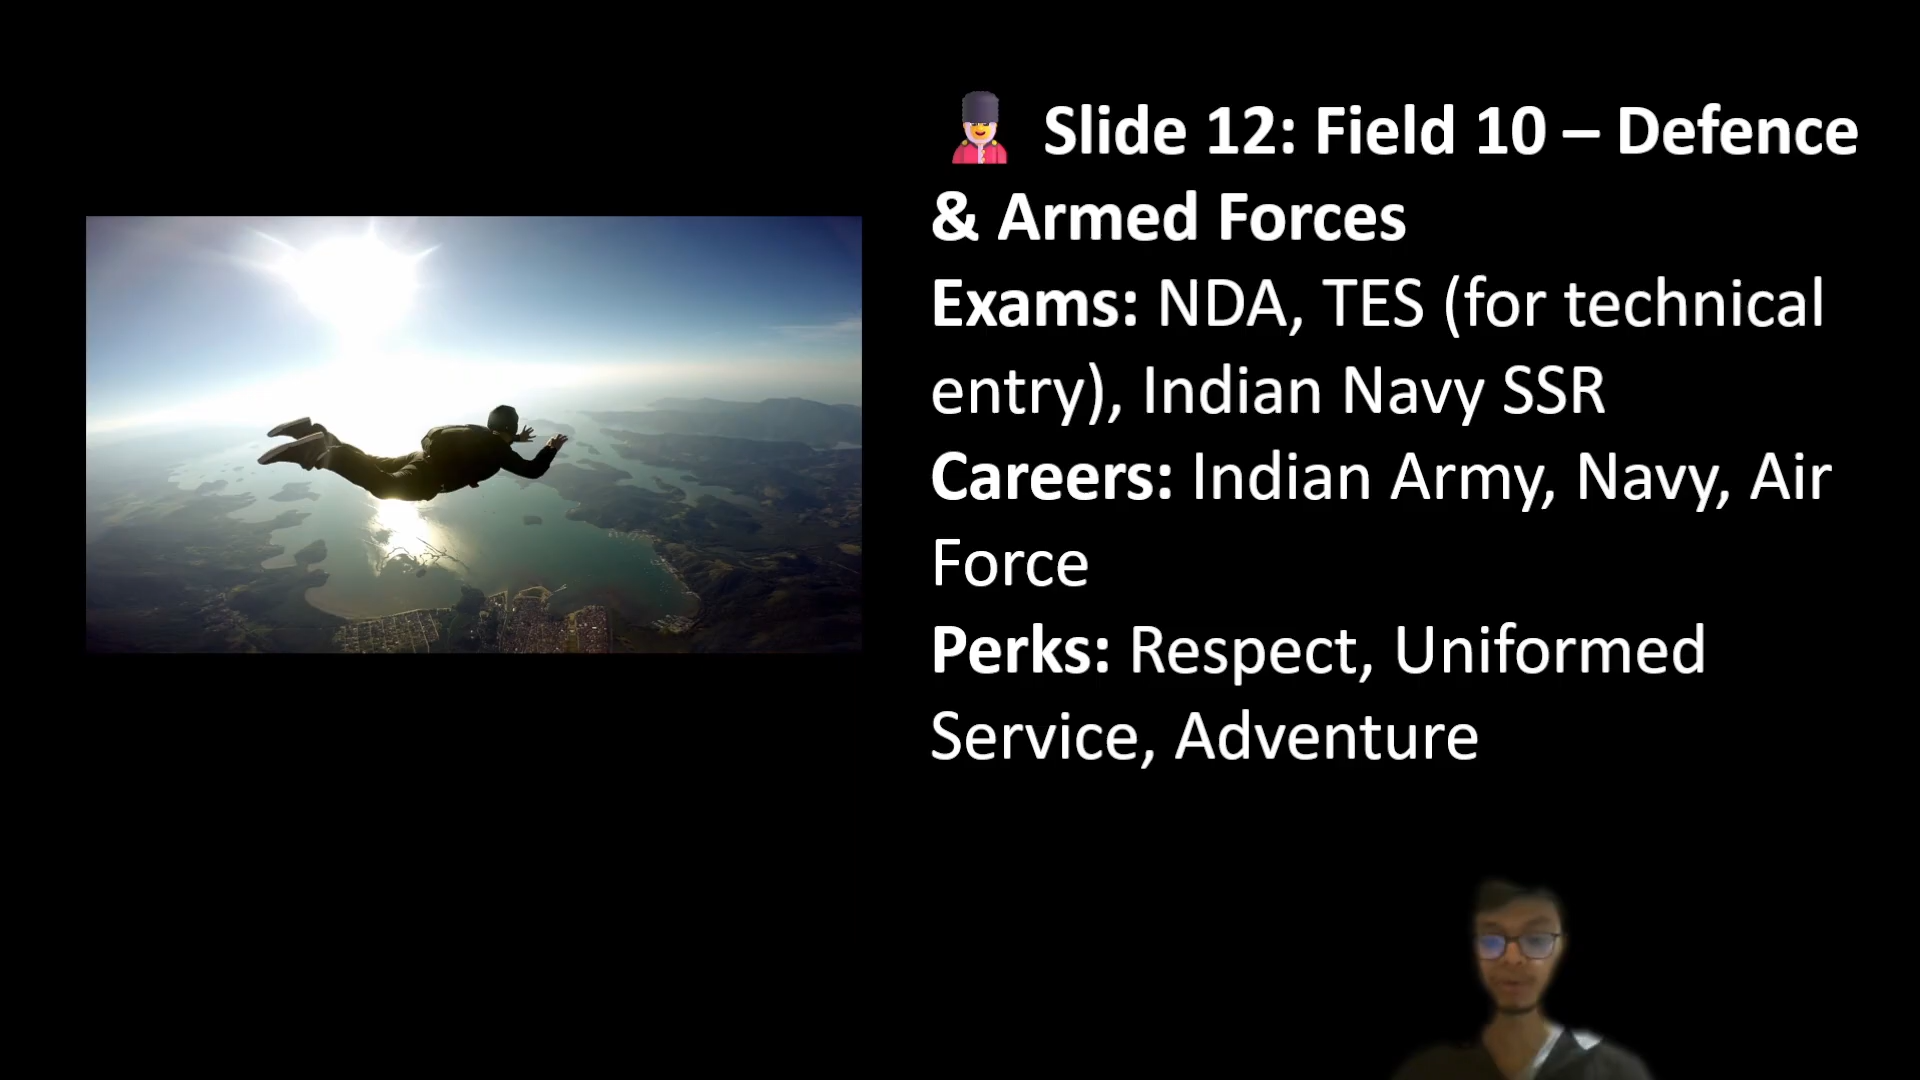 Slide 12: Field 10 – Defence
& Armed Forces
Exams: NDA, TES (for technical
entry), Indian Navy SSR
Careers: Indian Army, Navy, Air
Force
Perks: Respect, Uniformed
Service, Adventure